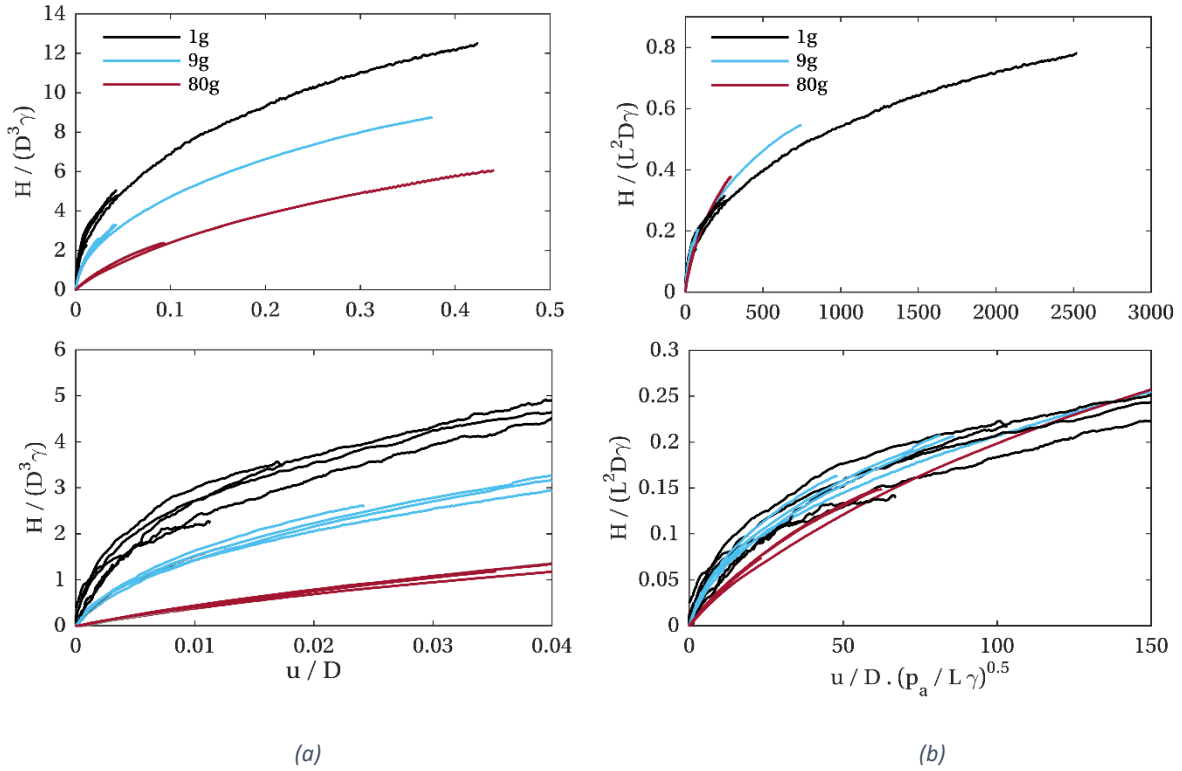 14
12
10
8
6
4
2
0
H / (D³γ)
1g
9g
80g
0 0.1 0.2 0.3 0.4 0.5
0.8
0.6
0.4
0.2
0
H / (L²Dγ)
1g
9g
80g
0 500 1000 1500 2000 2500 3000
6
5
4
3
2
1
0
H / (D³γ)
0 0.01 0.02 0.03 0.04
u / D
0.3
0.25
0.2
0.15
0.1
0.05
0
H / (L²Dγ)
0 50 100 150
u / D . (pₐ / L γ)⁰·⁵
(a)
(b)